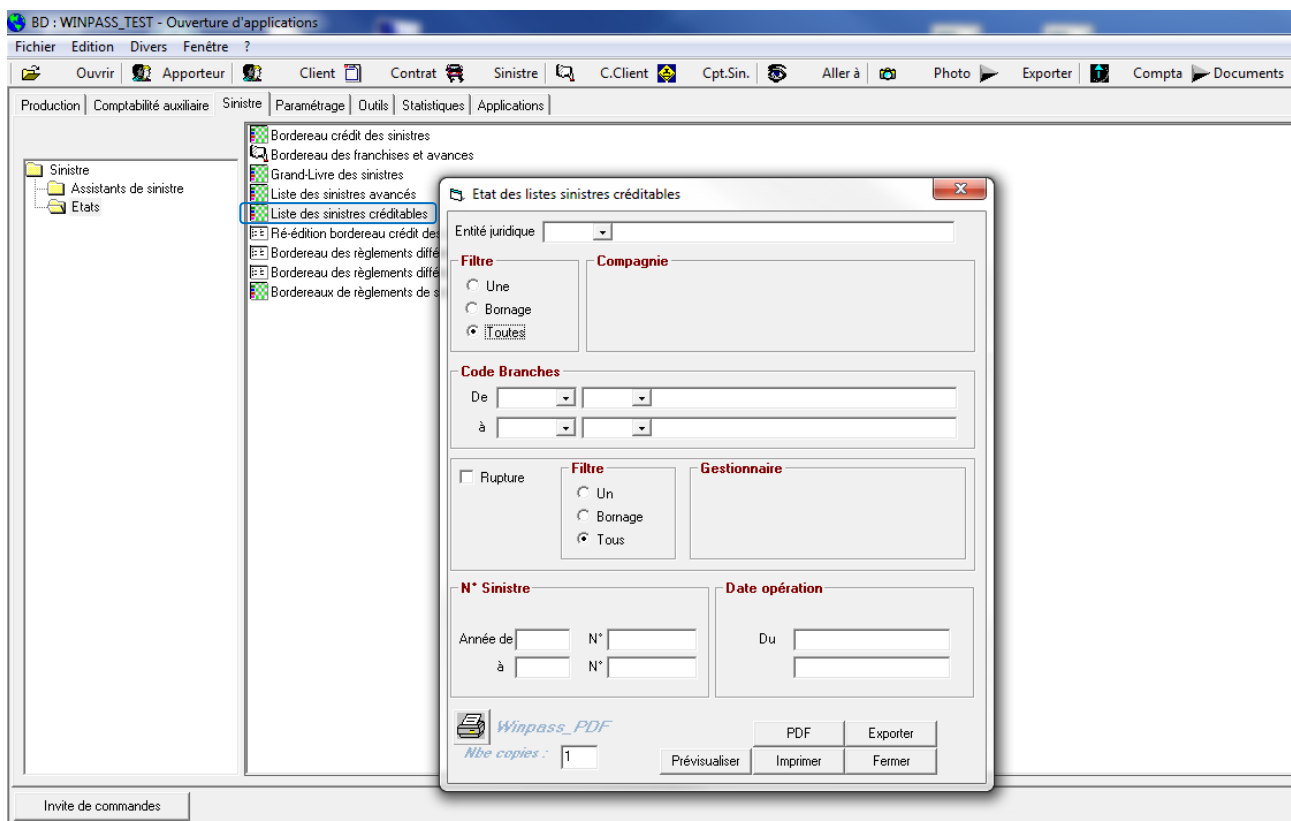 BD : WINPASS_TEST - Ouverture d'applications
Fichier Edition Divers Fenêtre ?
Ouvrir Apporteur Client Contrat Sinistre C.Client Cpt.Sin. Aller à Photo Exporter Compta Documents
Production Comptabilité auxiliaire Sinistre Paramétrage Outils Statistiques Applications
Sinistre
Assistants de sinistre
Etats
Bordereau crédit des sinistres
Bordereau des franchises et avances
Grand-Livre des sinistres
Liste des sinistres avancés
Liste des sinistres créditables
Ré-édition bordereau crédit des
Bordereau des règlements diffé
Bordereau des règlements diffé
Bordereaux de règlements de s
Etat des listes sinistres créditables
Entité juridique
Filtre Compagnie
Une
Bornage
Toutes
Code Branches
De
à
Rupture Filtre Gestionnaire
Un
Bornage
Tous
N° Sinistre Date opération
Année de N° Du
à N°
Winpass_PDF
Nbe copies : 1
PDF Exporter
Prévisualiser Imprimer Fermer
Invite de commandes